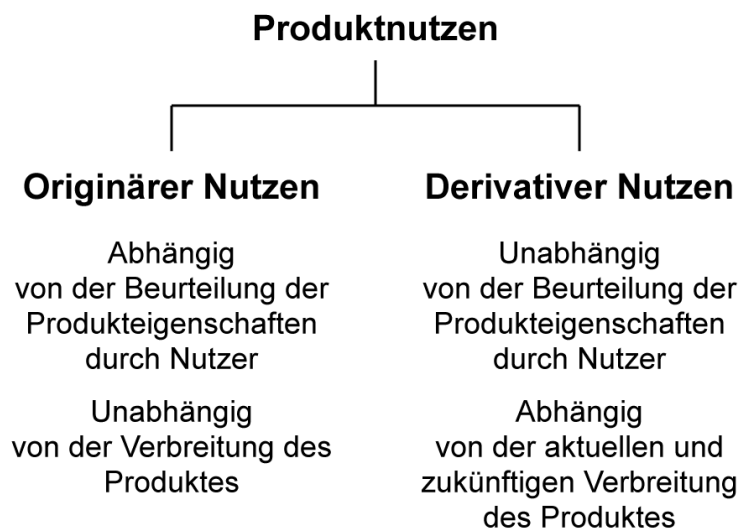 Produktnutzen
Originärer Nutzen
Abhängig
von der Beurteilung der
Produkteigenschaften
durch Nutzer
Unabhängig
von der Verbreitung des
Produktes
Derivativer Nutzen
Unabhängig
von der Beurteilung der
Produkteigenschaften
durch Nutzer
Abhängig
von der aktuellen und
zukünftigen Verbreitung
des Produktes